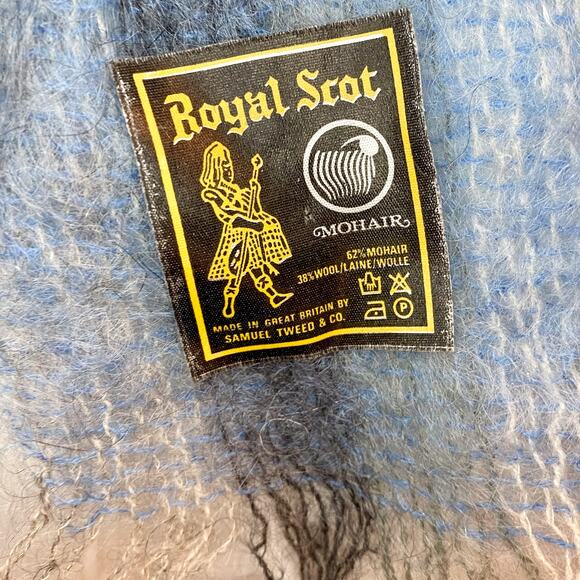 Royal Scot
MOHAIR
62% MOHAIR
38% WOOL/LAINE/WOLLE
P
MADE IN GREAT BRITAIN BY
SAMUEL TWEED & CO.